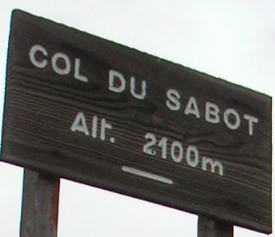 COL DU SABOT
Alt. 2100m